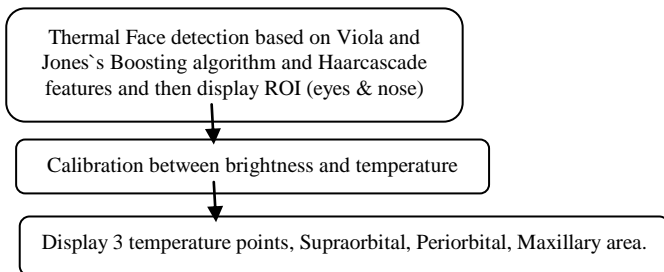 Thermal Face detection based on Viola and
Jones`s Boosting algorithm and Haarcascade
features and then display ROI (eyes & nose)
Calibration between brightness and temperature
Display 3 temperature points, Supraorbital, Periorbital, Maxillary area.